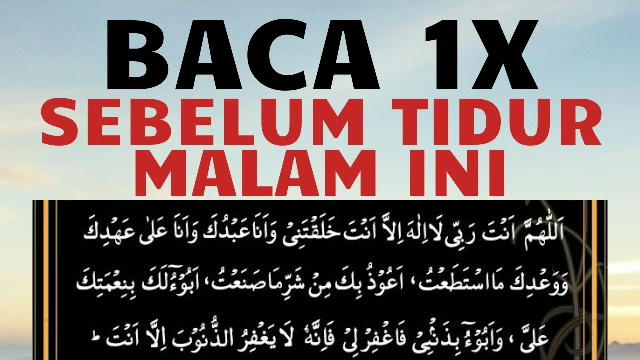 BACA 1X
SEBELUM TIDUR
MALAM INI
اَللّٰهُمَّ اَنْتَ رَبِّىْ لَا اِلٰهَ اِلَّا اَنْتَ خَلَقْتَنِىْ وَاَنَا عَبْدُكَ وَاَنَا عَلٰى عَهْدِكَ
وَوَعْدِكَ مَا اسْتَطَعْتُ، اَعُوْذُ بِكَ مِنْ شَرِّ مَا صَنَعْتُ، اَبُوْٓءُ لَكَ بِنِعْمَتِكَ
عَلَىَّ، وَاَبُوْٓءُ بِذَنْۢبِىْ فَاغْفِرْ لِىْ فَاِنَّهٗ لَا يَغْفِرُ الذُّنُوْبَ اِلَّا اَنْتَ ؕ